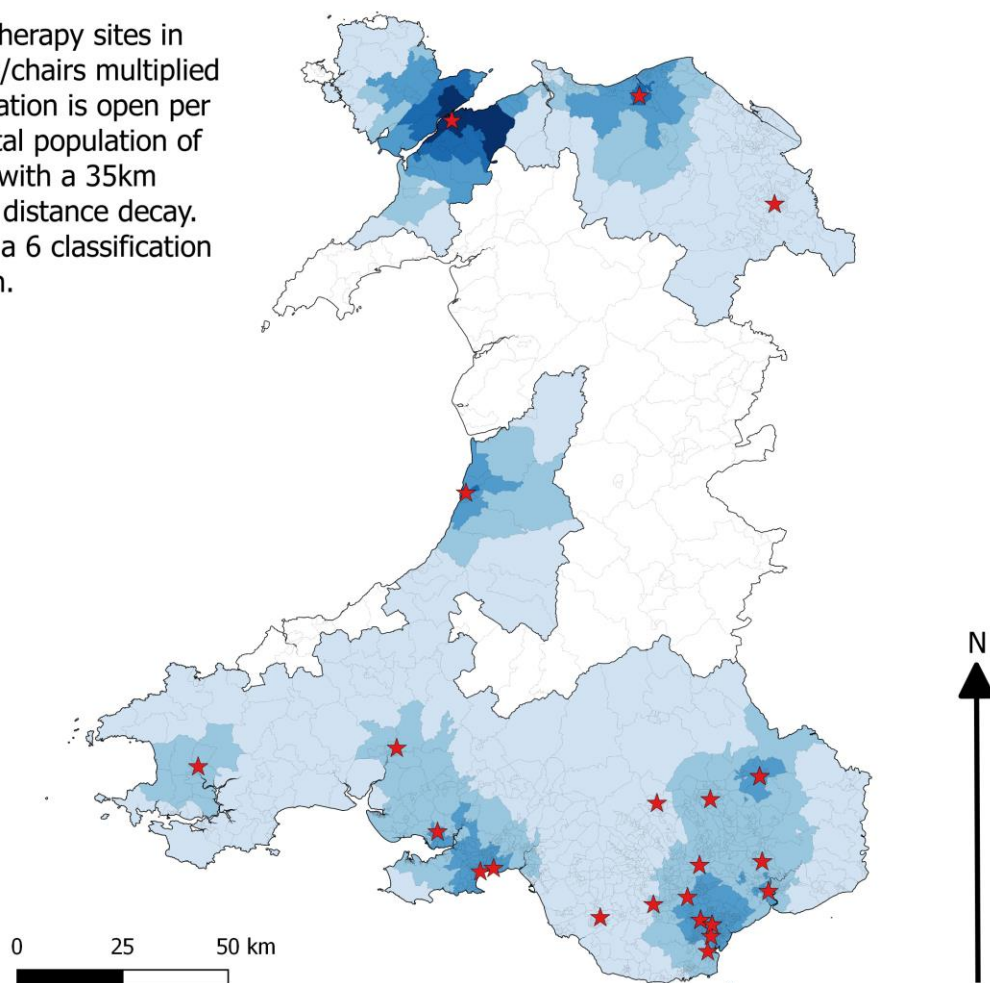 herapy sites in
/chairs multiplied
ation is open per
tal population of
with a 35km
distance decay.
a 6 classification
n.
N
0 25 50 km